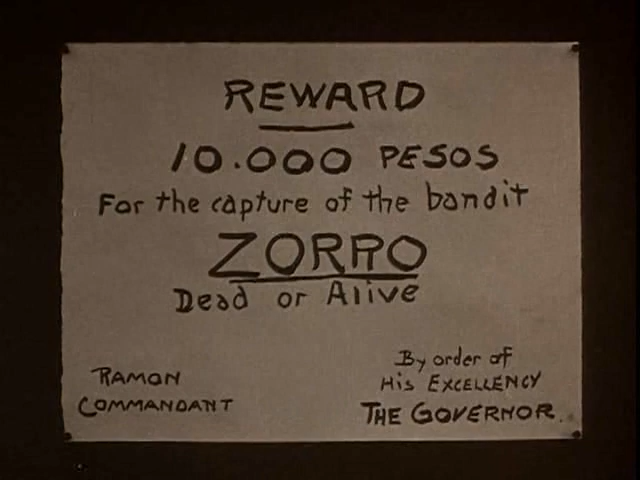 REWARD
10.000 PESOS
For the capture of the bandit
ZORRO
Dead or Alive
RAMON
COMMANDANT
By order of
His EXCELLENCY
THE GOVERNOR.